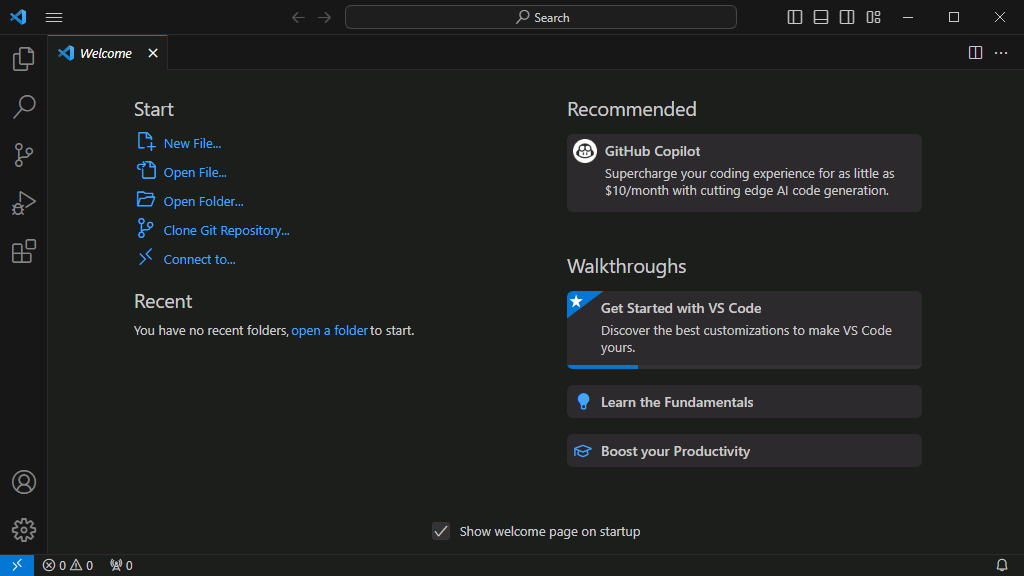 Search
Welcome
Start
New File...
Open File...
Open Folder...
Clone Git Repository...
Connect to...
Recent
You have no recent folders, open a folder to start.
Recommended
GitHub Copilot
Supercharge your coding experience for as little as
$10/month with cutting edge AI code generation.
Walkthroughs
Get Started with VS Code
Discover the best customizations to make VS Code
yours.
Learn the Fundamentals
Boost your Productivity
Show welcome page on startup
0 0 0